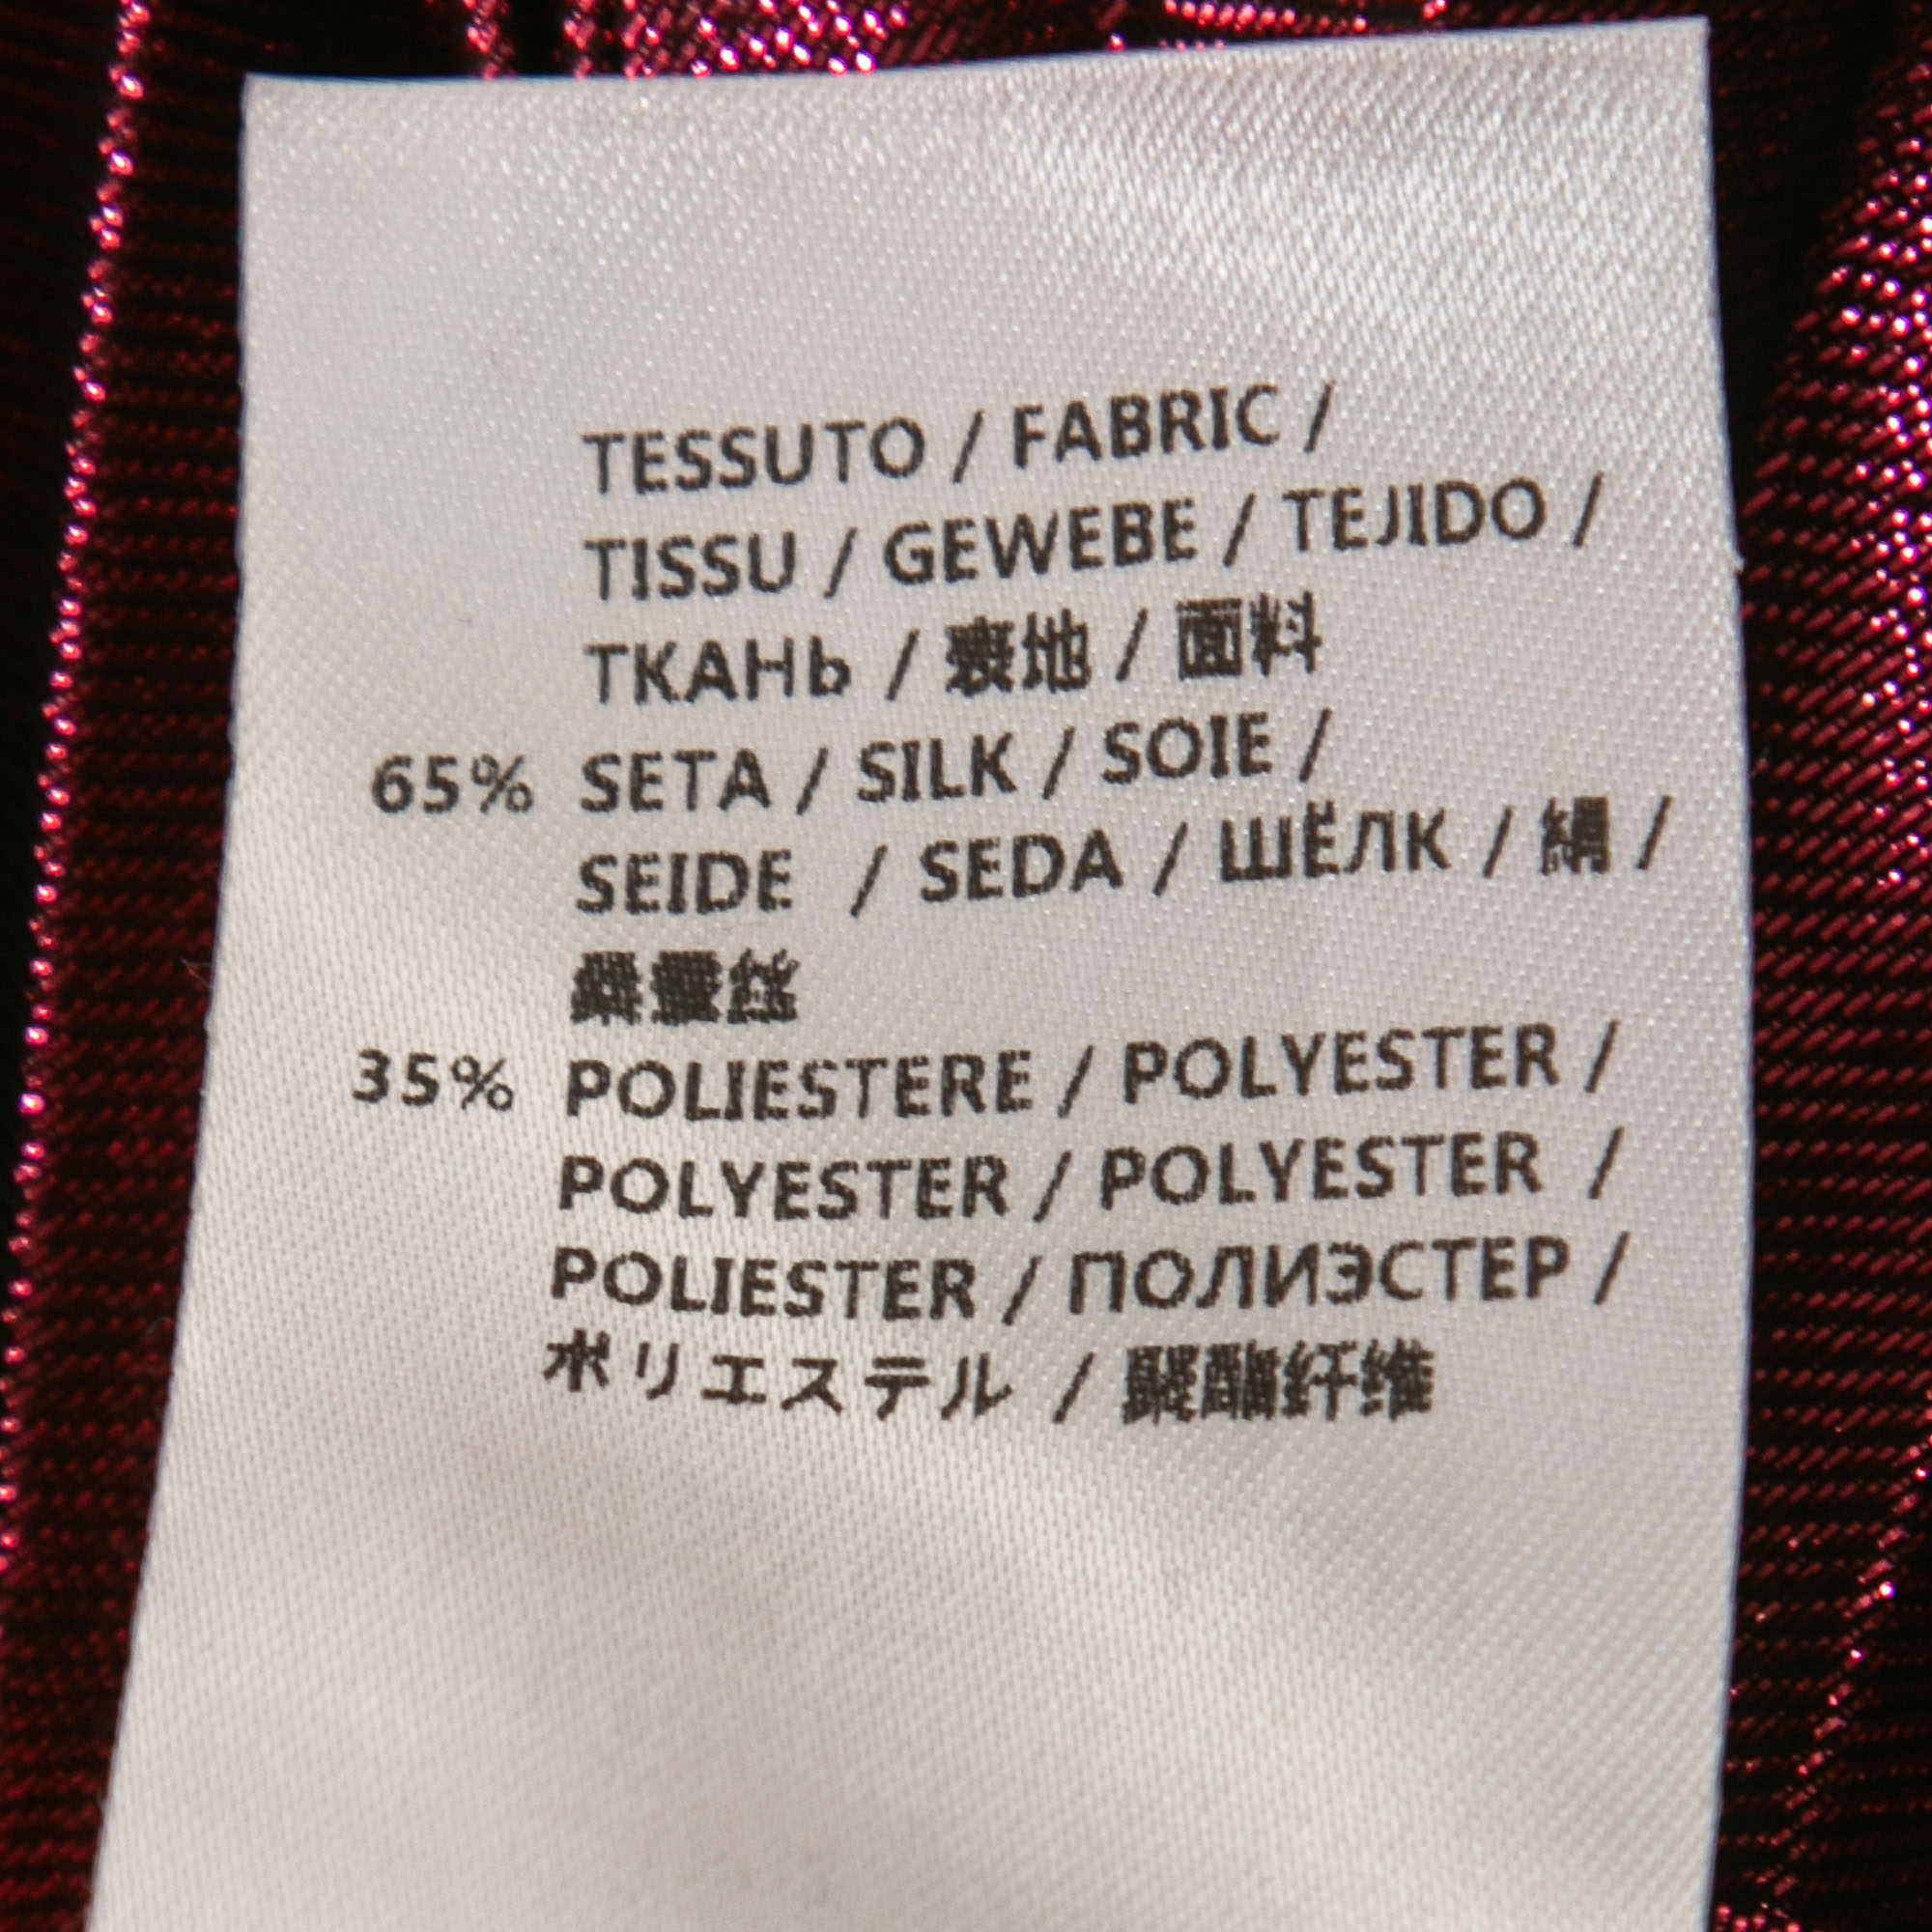 TESSUTO / FABRIC /
TISSU / GEWEBE / TEJIDO /
ТКАНЬ / 表地 / 面料
65% SETA / SILK / SOIE /
SEIDE / SEDA / ШЁЛК / 絹 /
桑蚕丝
35% POLIESTERE / POLYESTER /
POLYESTER / POLYESTER /
POLIESTER / ПОЛИЭСТЕР /
ポリエステル / 聚酯纤维